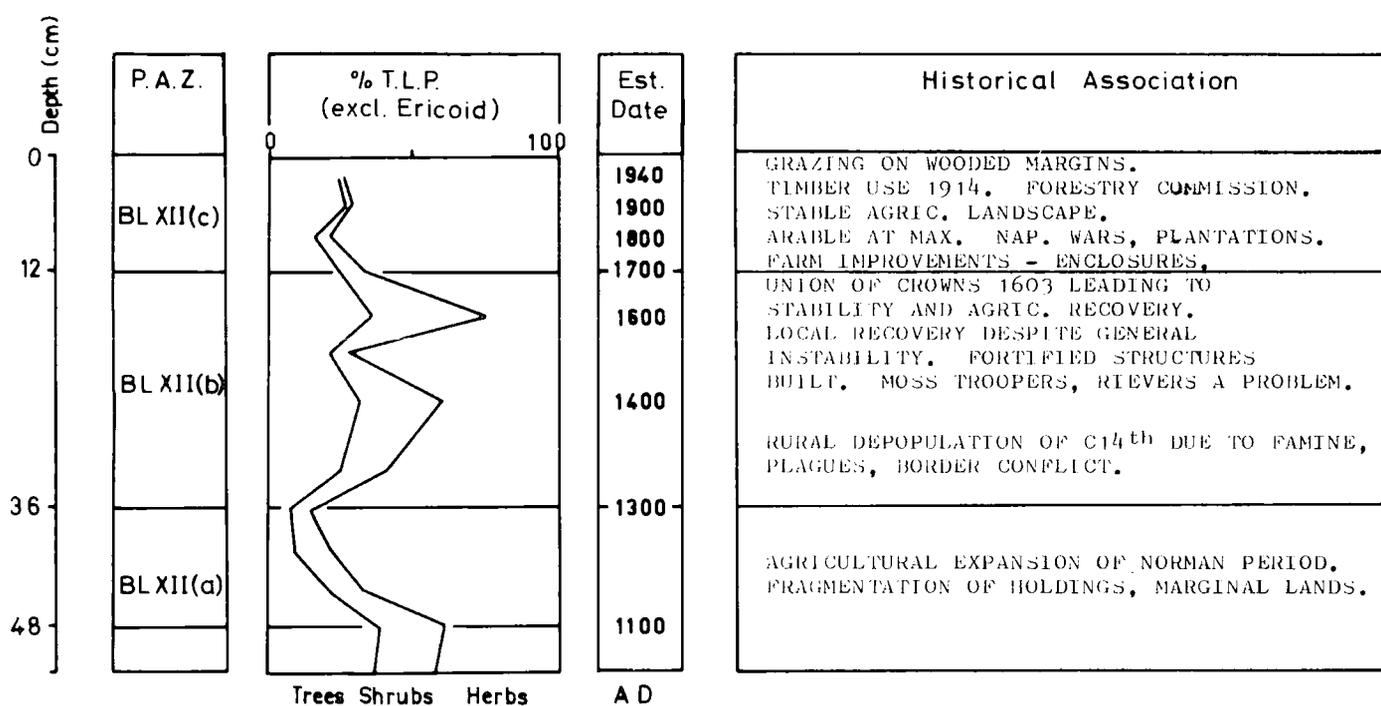 Depth (cm)
P.A.Z.
% T.L.P.
(excl. Ericoid)
0 100
Est.
Date
Historical Association
0
12
36
48
BL XII(c)
BL XII(b)
BL XII(a)
Trees Shrubs Herbs
1940
1900
1800
1700
1600
1400
1300
1100
AD
GRAZING ON WOODED MARGINS.
TIMBER USE 1914. FORESTRY COMMISSION.
STABLE AGRIC. LANDSCAPE.
ARABLE AT MAX. NAP. WARS, PLANTATIONS.
FARM IMPROVEMENTS - ENCLOSURES.
UNION OF CROWNS 1603 LEADING TO
STABILITY AND AGRIC. RECOVERY.
LOCAL RECOVERY DESPITE GENERAL
INSTABILITY. FORTIFIED STRUCTURES
BUILT. MOSS TROOPERS, RIEVERS A PROBLEM.
RURAL DEPOPULATION OF C14th DUE TO FAMINE,
PLAGUES, BORDER CONFLICT.
AGRICULTURAL EXPANSION OF NORMAN PERIOD.
FRAGMENTATION OF HOLDINGS, MARGINAL LANDS.